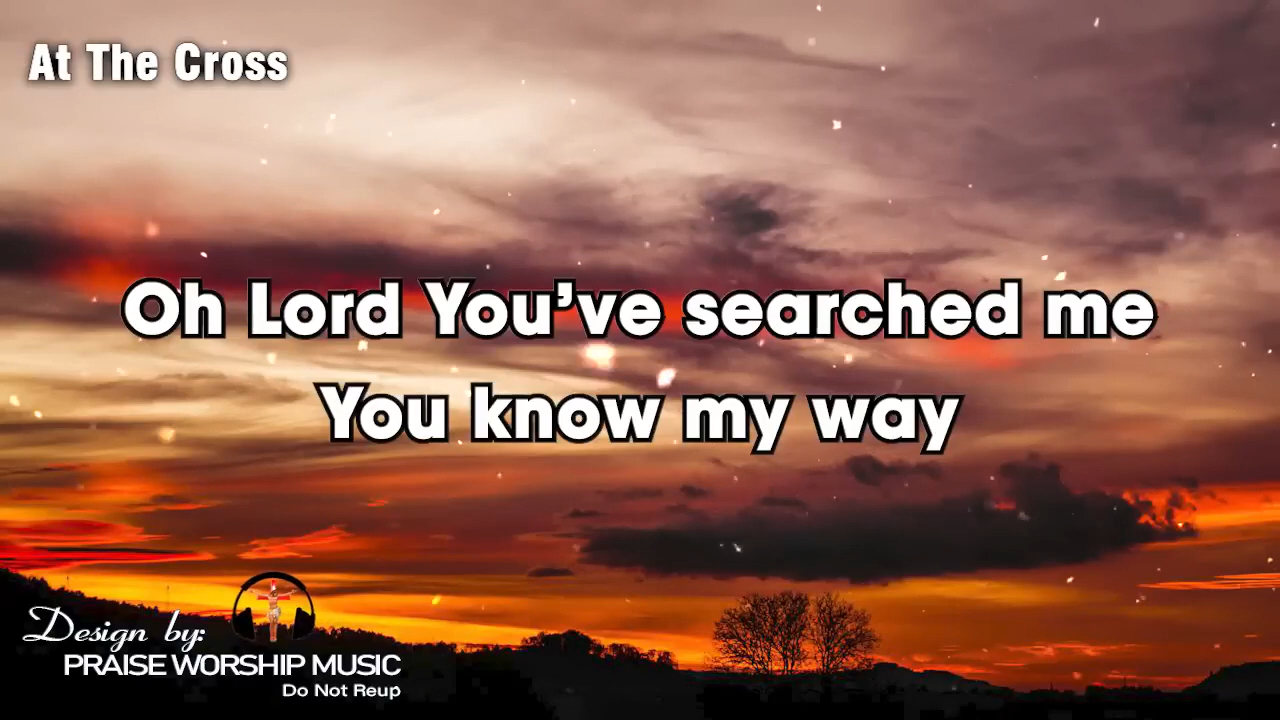 At The Cross
Oh Lord You've searched me
You know my way
Design by:
PRAISE WORSHIP MUSIC
Do Not Reup